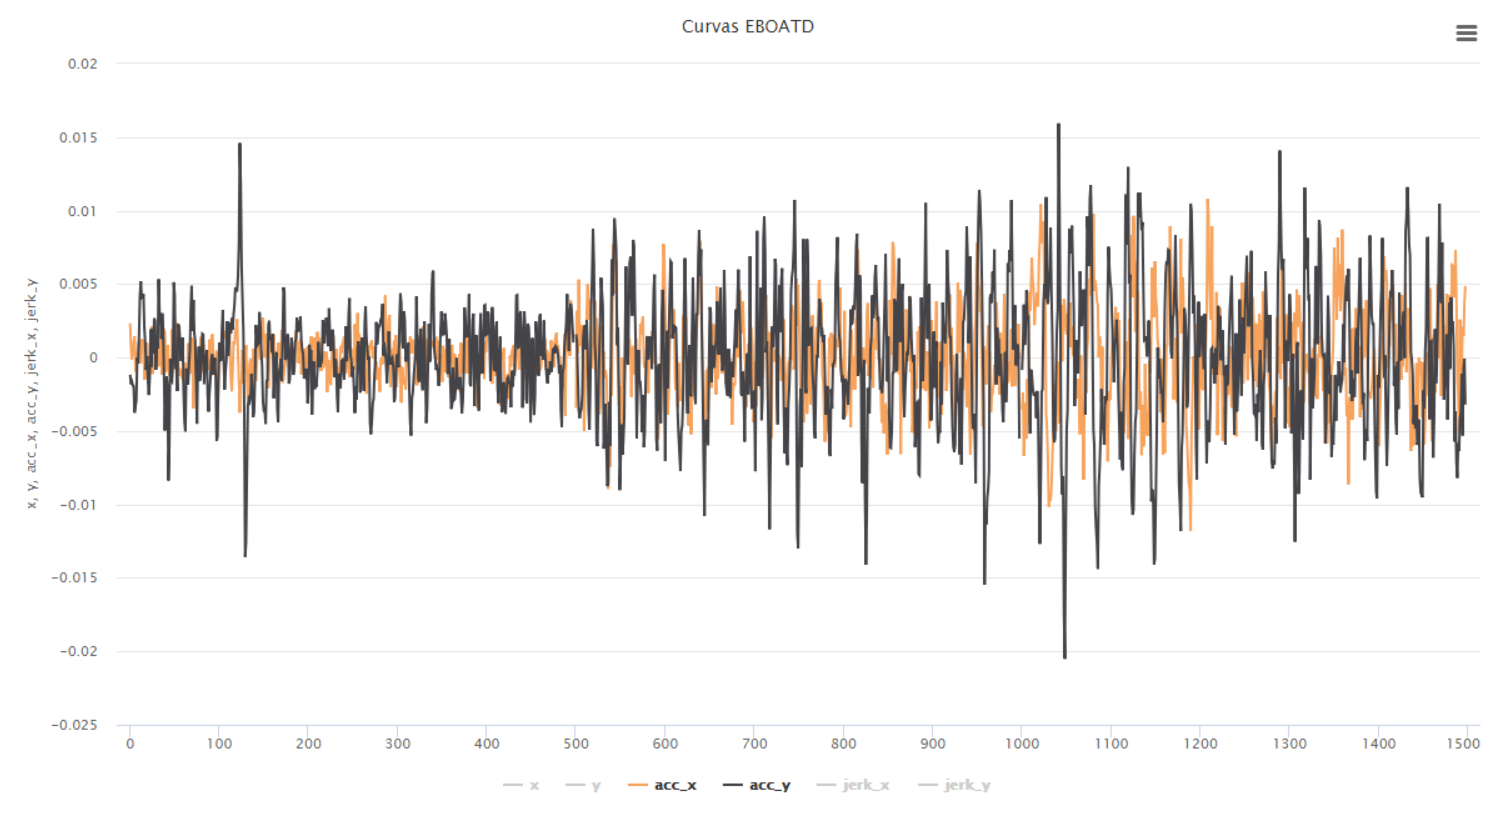 Curvas EBOATD
0.02
0.015
0.01
0.005
0
−0.005
−0.01
−0.015
−0.02
−0.025
x, y, acc_x, acc_y, jerk_x, jerk_y
0 100 200 300 400 500 600 700 800 900 1000 1100 1200 1300 1400 1500
x y acc_x acc_y jerk_x jerk_y